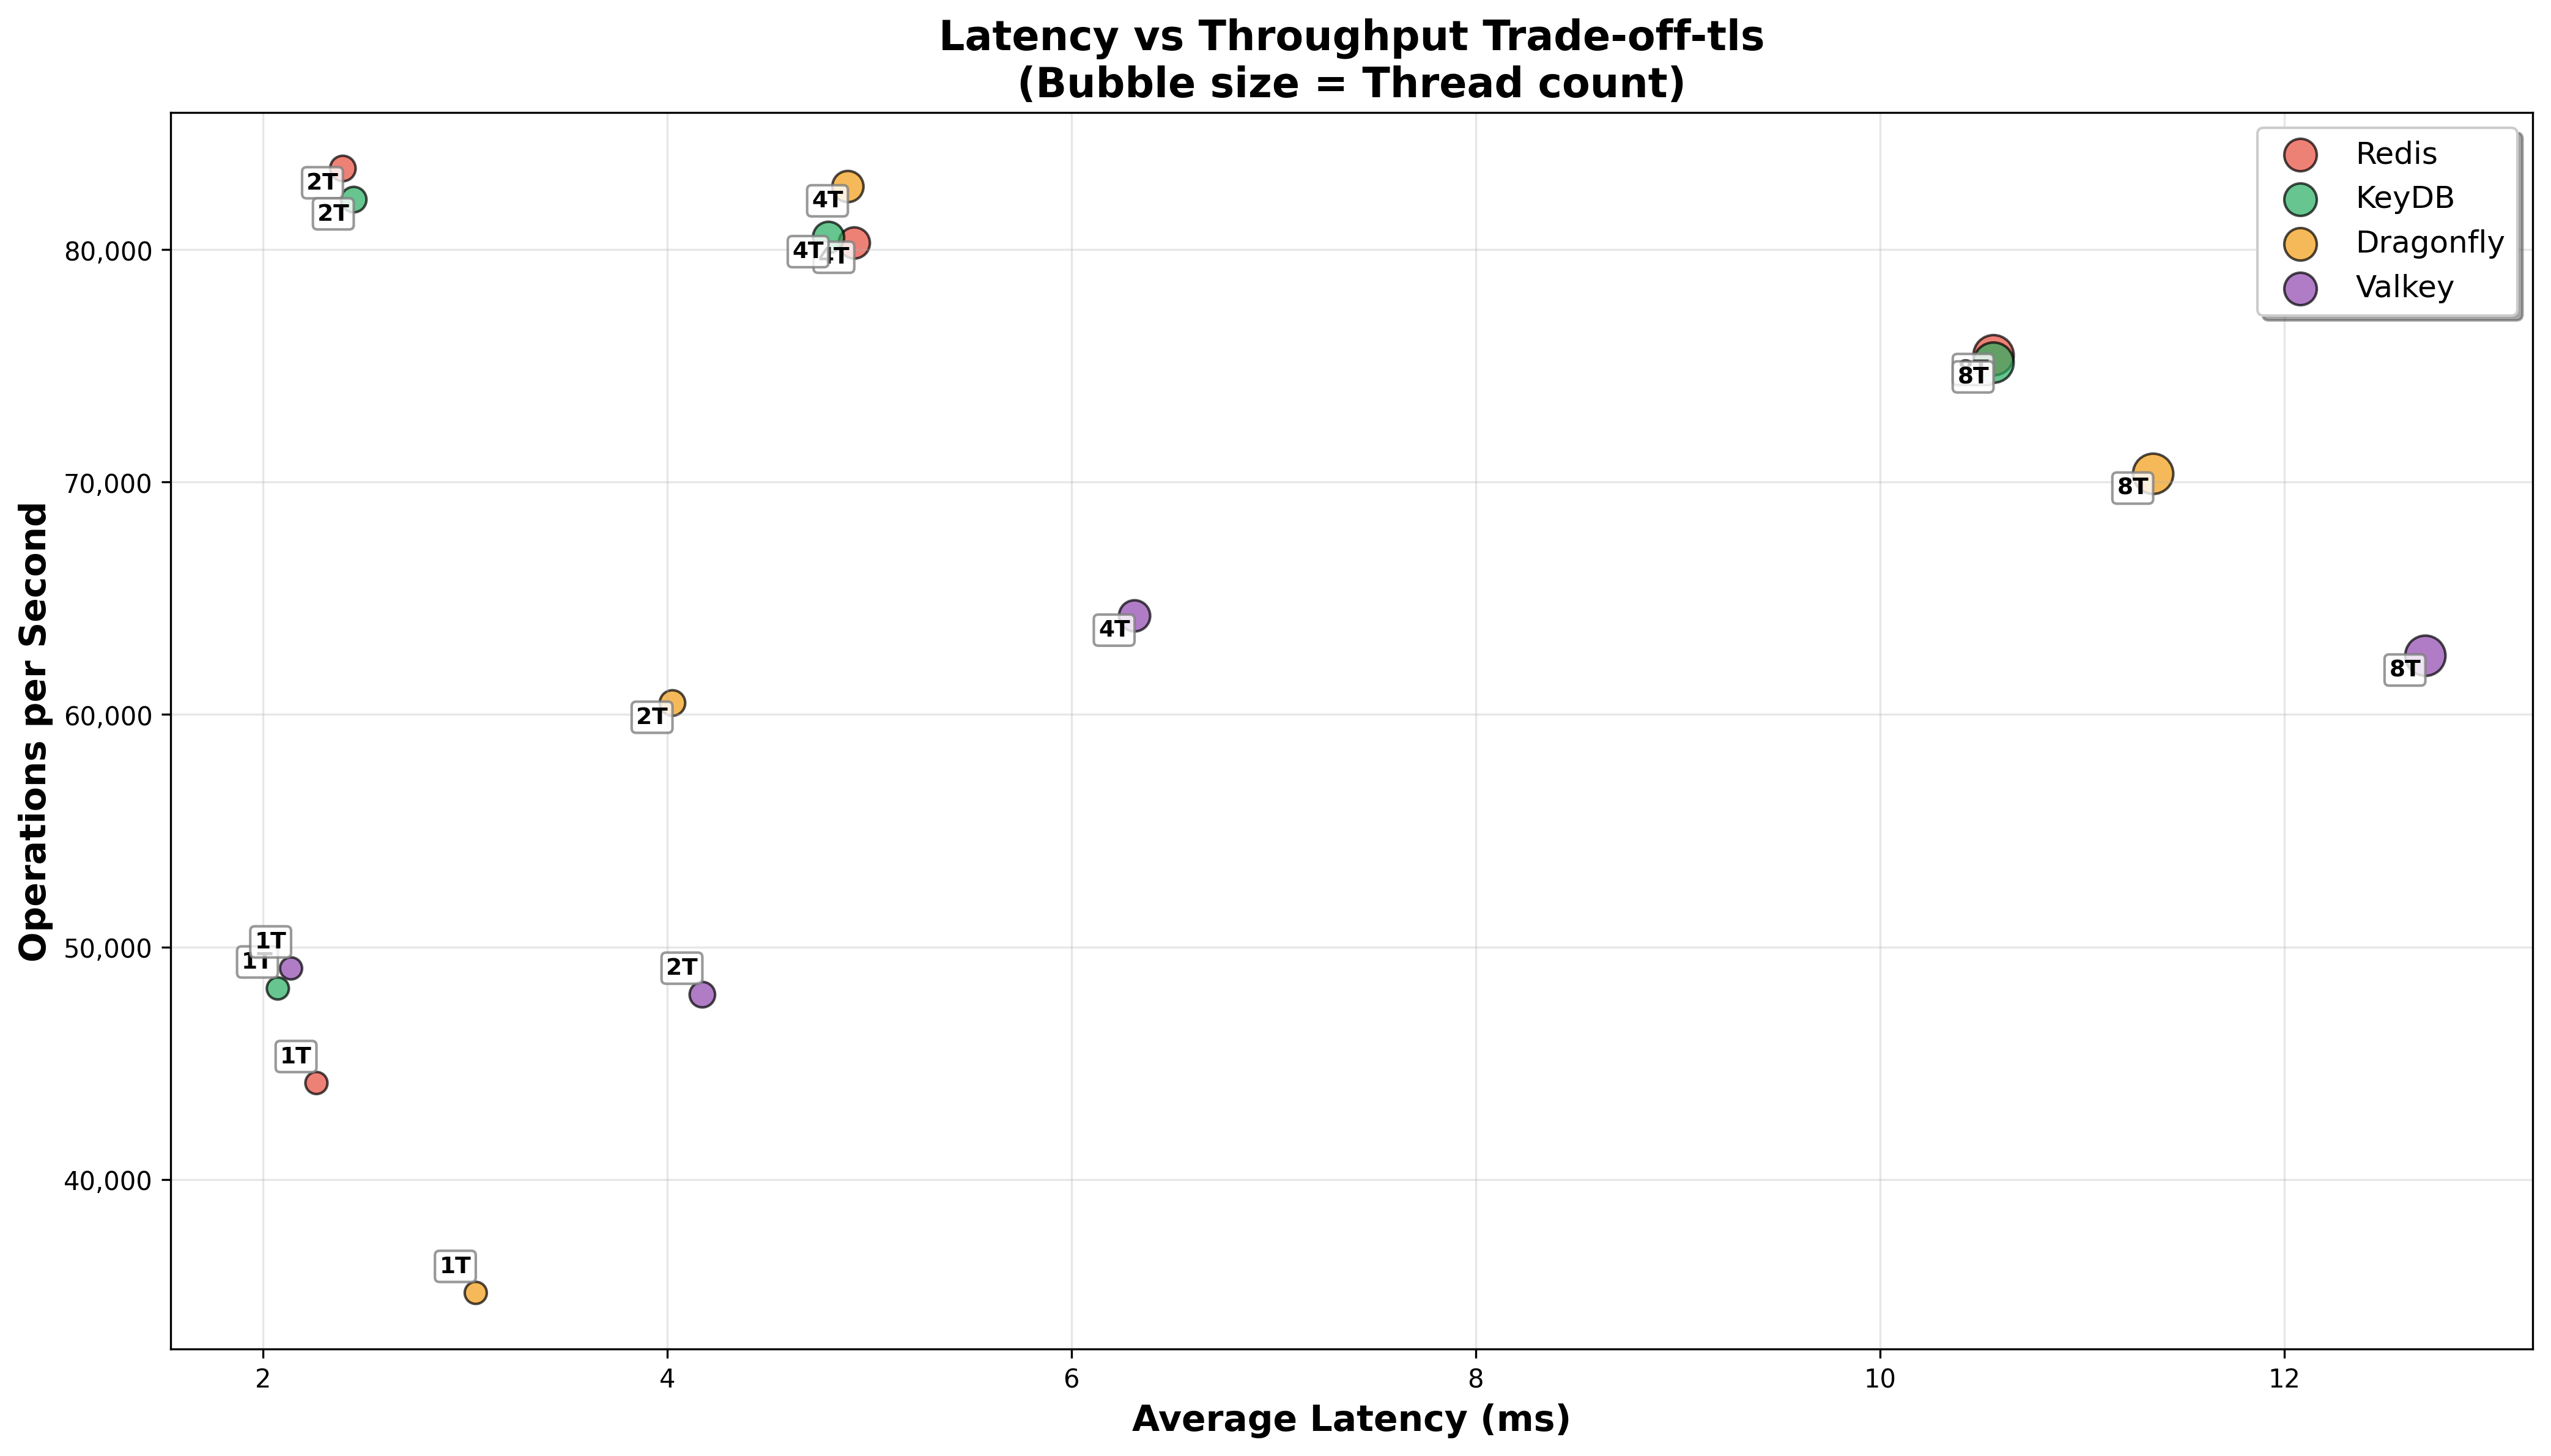 Latency vs Throughput Trade-off-tls
(Bubble size = Thread count)
Redis
KeyDB
Dragonfly
Valkey
Operations per Second
80,000
70,000
60,000
50,000
40,000
2T
2T
4T
4T
4T
8T
8T
4T
8T
2T
1T
1T
2T
1T
1T
2
4
6
8
10
12
Average Latency (ms)